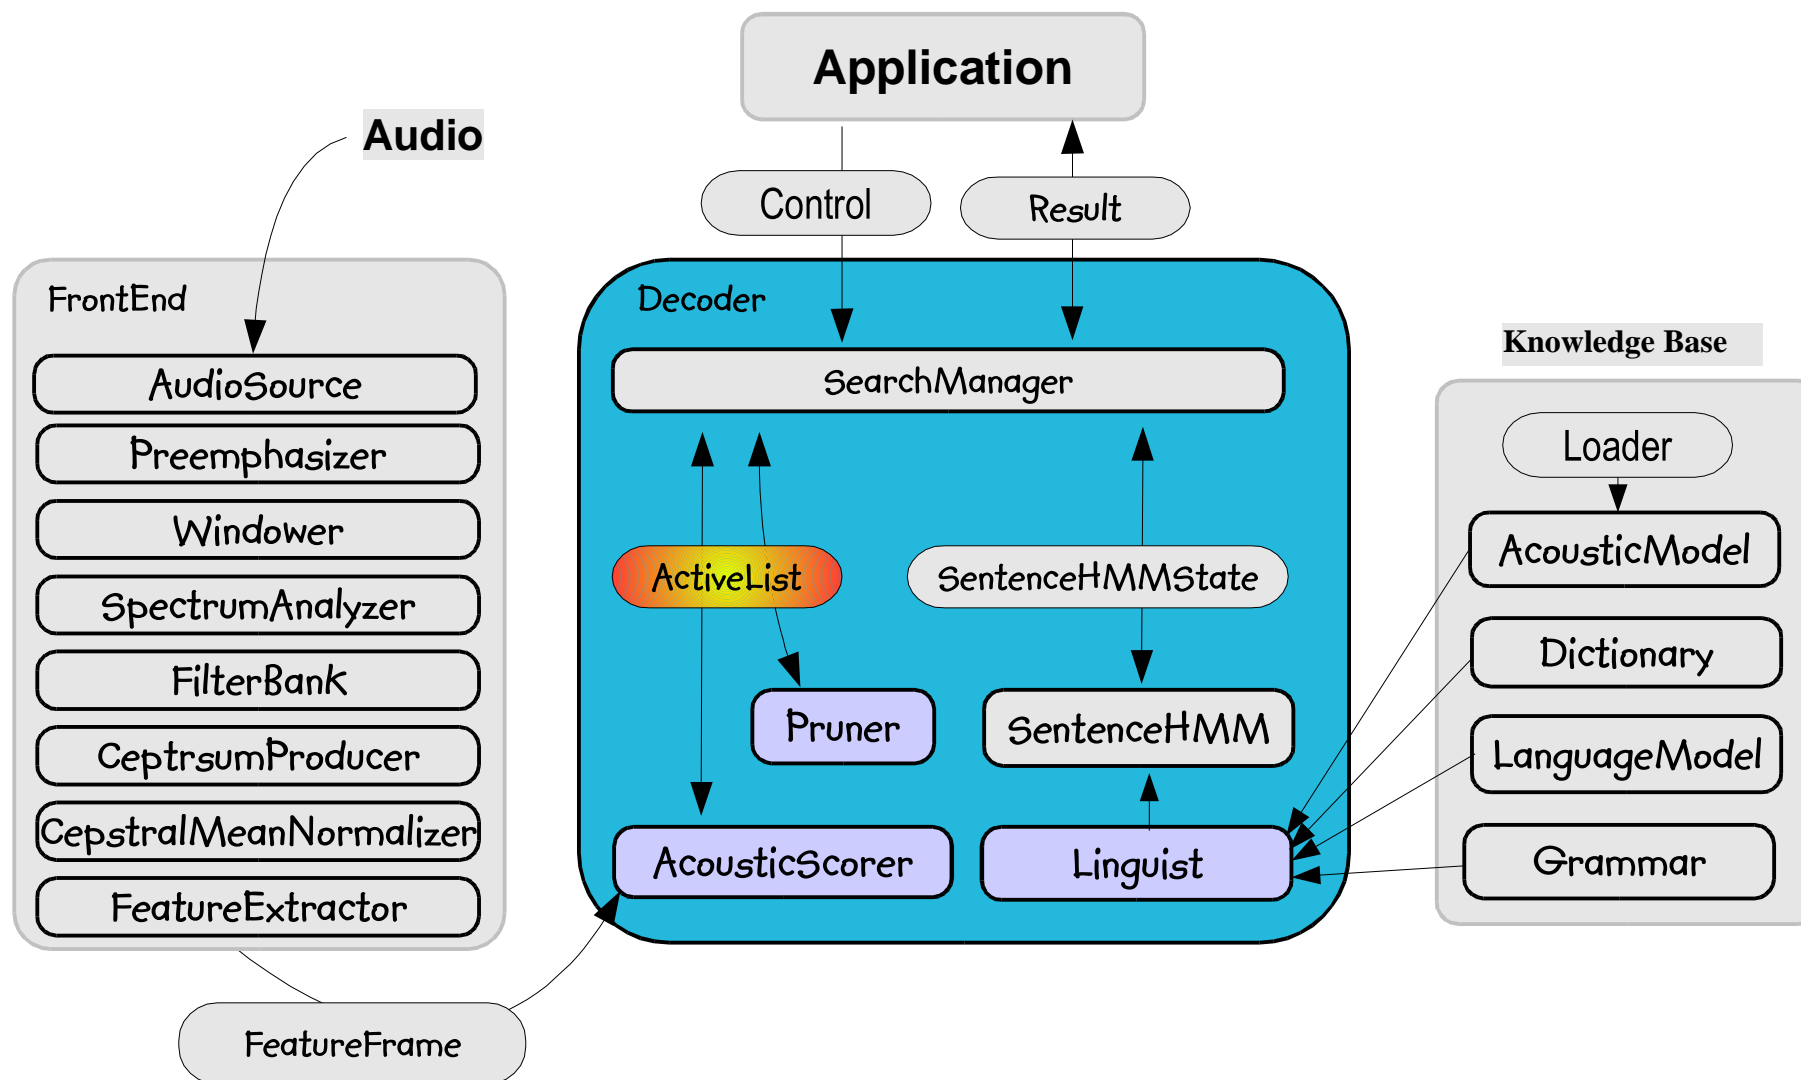 Application
Audio
Control
Result
FrontEnd
AudioSource
Preemphasizer
Windower
SpectrumAnalyzer
FilterBank
CeptrsumProducer
CepstralMeanNormalizer
FeatureExtractor
FeatureFrame
Decoder
SearchManager
ActiveList
SentenceHMMState
Pruner
SentenceHMM
AcousticScorer
Linguist
Knowledge Base
Loader
AcousticModel
Dictionary
LanguageModel
Grammar